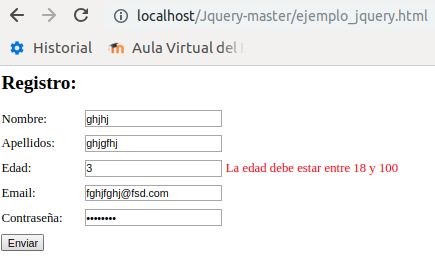 localhost/Jquery-master/ejemplo_jquery.html
Historial Aula Virtual del
Registro:
Nombre: ghjhj
Apellidos: ghjgfhj
Edad: 3 La edad debe estar entre 18 y 100
Email: fghjfghj@fsd.com
Contraseña: ••••••••
Enviar